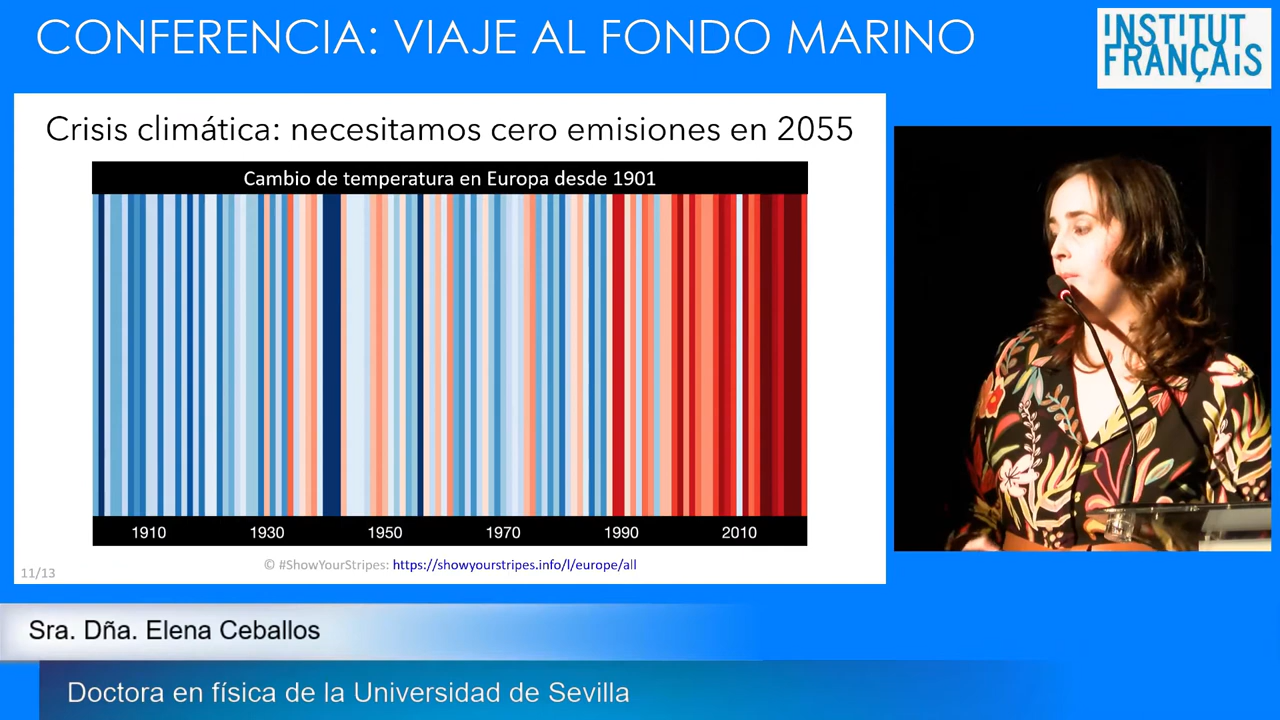 CONFERENCIA: VIAJE AL FONDO MARINO
INSTITUT
FRANÇAiS
Crisis climática: necesitamos cero emisiones en 2055
Cambio de temperatura en Europa desde 1901
1910 1930 1950 1970 1990 2010
© #ShowYourStripes: https://showyourstripes.info/l/europe/all
11/13
Sra. Dña. Elena Ceballos
Doctora en física de la Universidad de Sevilla